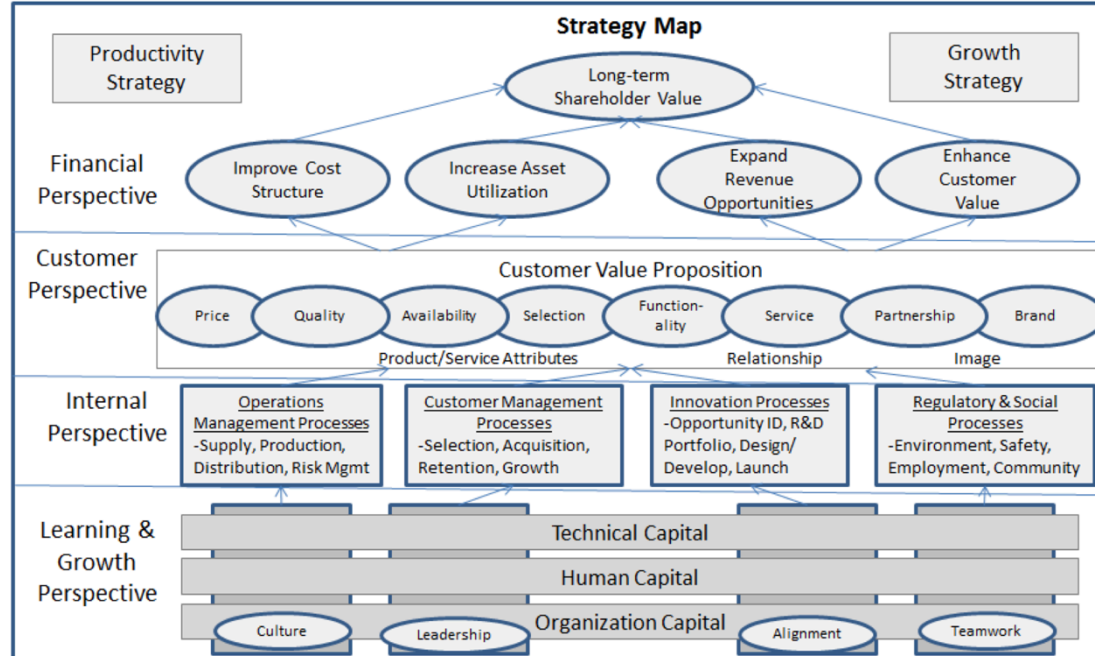 Strategy Map
Productivity
Strategy
Growth
Strategy
Long-term
Shareholder Value
Financial
Perspective
Improve Cost
Structure
Increase Asset
Utilization
Expand
Revenue
Opportunities
Enhance
Customer
Value
Customer
Perspective
Customer Value Proposition
Price
Quality
Availability
Selection
Function-
ality
Service
Partnership
Brand
Product/Service Attributes
Relationship
Image
Internal
Perspective
Operations
Management Processes
-Supply, Production,
Distribution, Risk Mgmt
Customer Management
Processes
-Selection, Acquisition,
Retention, Growth
Innovation Processes
-Opportunity ID, R&D
Portfolio, Design/
Develop, Launch
Regulatory & Social
Processes
-Environment, Safety,
Employment, Community
Learning &
Growth
Perspective
Technical Capital
Human Capital
Organization Capital
Culture
Leadership
Alignment
Teamwork